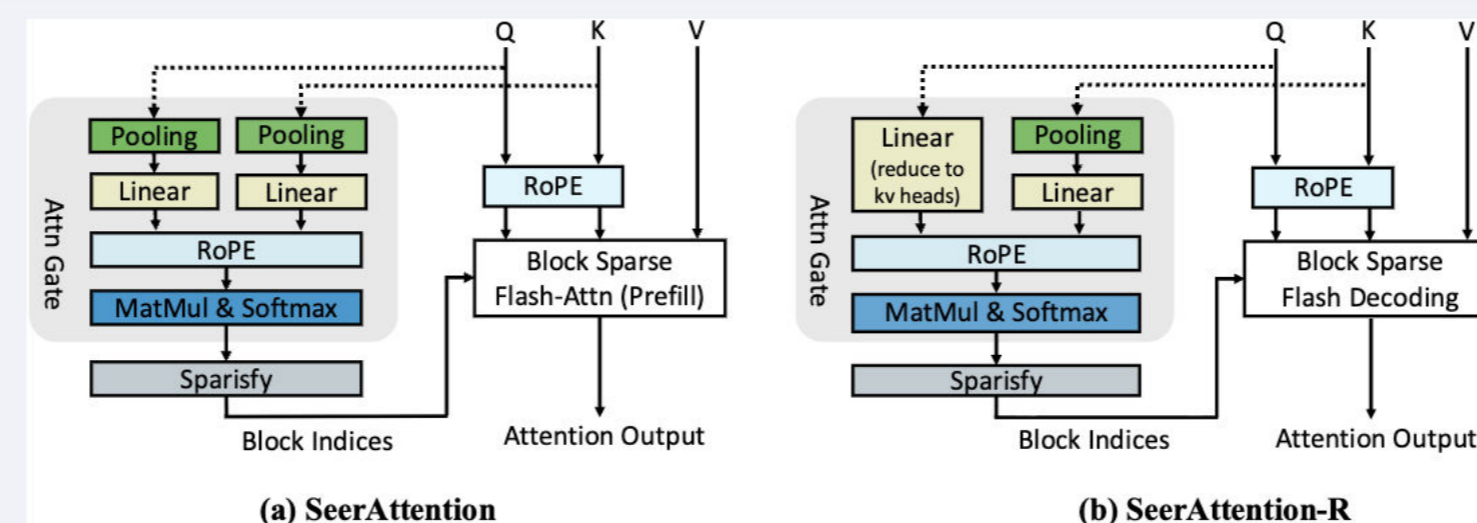 Q K V
Pooling Pooling
Linear Linear
RoPE
MatMul & Softmax
Attn Gate
Sparisfy
Block Indices
RoPE
Block Sparse
Flash-Attn (Prefill)
Attention Output
(a) SeerAttention
Q K V
Linear
(reduce to
kv heads)
Pooling
Linear
RoPE
MatMul & Softmax
Attn Gate
Sparisfy
Block Indices
RoPE
Block Sparse
Flash Decoding
Attention Output
(b) SeerAttention-R